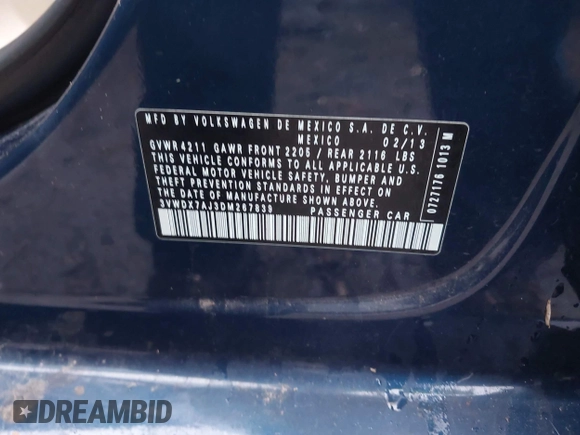 MFD BY VOLKSWAGEN DE MEXICO S.A. DE C.V.
MEXICO 02/13
GVWR 4211 GAWR FRONT 2205 / REAR 2116 LBS
THIS VEHICLE CONFORMS TO ALL APPLICABLE U.S.
FEDERAL MOTOR VEHICLE SAFETY, BUMPER AND
THEFT PREVENTION STANDARDS IN EFFECT ON THE
DATE OF MANUFACTURE SHOWN ABOVE.
3VWDX7AJ3DM267839 PASSENGER CAR
0727176 1013 M
DREAMBID